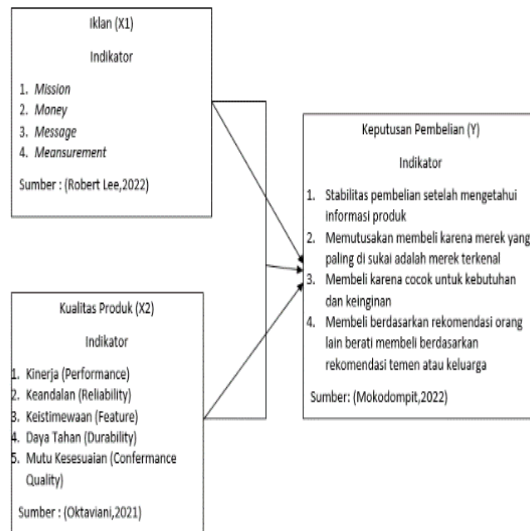 Iklan (X1)
Indikator
1. Mission
2. Money
3. Message
4. Meansurement
Sumber : (Robert Lee,2022)
Kualitas Produk (X2)
Indikator
1. Kinerja (Performance)
2. Keandalan (Reliability)
3. Keistimewaan (Feature)
4. Daya Tahan (Durability)
5. Mutu Kesesuaian (Confermance
Quality)
Sumber : (Oktaviani,2021)
Keputusan Pembelian (Y)
Indikator
1. Stabilitas pembelian setelah mengetahui
informasi produk
2. Memutusakan membeli karena merek yang
paling di sukai adalah merek terkenal
3. Membeli karena cocok untuk kebutuhan
dan keinginan
4. Membeli berdasarkan rekomendasi orang
lain berati membeli berdasarkan
rekomendasi temen atau keluarga
Sumber: (Mokodompit,2022)